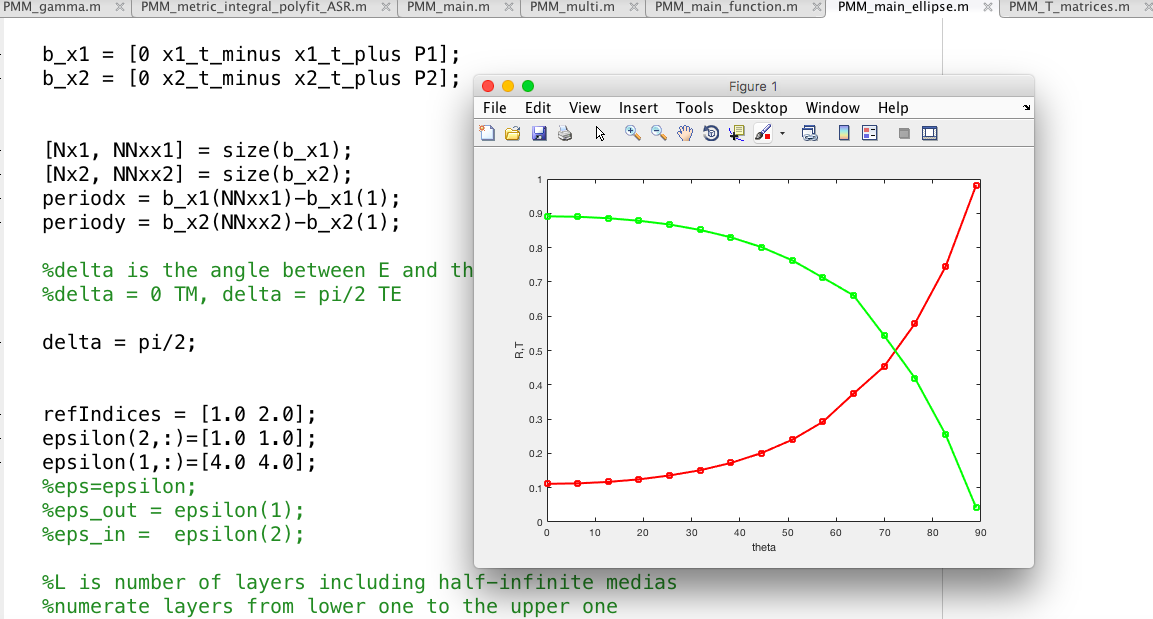 PMM_gamma.m × PMM_metric_integral_polyfit_ASR.m × PMM_main.m × PMM_multi.m × PMM_main_function.m × PMM_main_ellipse.m × PMM_T_matrices.m ×
b_x1 = [0 x1_t_minus x1_t_plus P1];
b_x2 = [0 x2_t_minus x2_t_plus P2];
[Nx1, NNxx1] = size(b_x1);
[Nx2, NNxx2] = size(b_x2);
periodx = b_x1(NNxx1)-b_x1(1);
periody = b_x2(NNxx2)-b_x2(1);
%delta is the angle between E and th
%delta = 0 TM, delta = pi/2 TE
delta = pi/2;
refIndices = [1.0 2.0];
epsilon(2,:)=[1.0 1.0];
epsilon(1,:)=[4.0 4.0];
%eps=epsilon;
%eps_out = epsilon(1);
%eps_in =  epsilon(2);
%L is number of layers including half-infinite medias
%numerate layers from lower one to the upper one
Figure 1
File Edit View Insert Tools Desktop Window Help
1
0.9
0.8
0.7
0.6
0.5
0.4
0.3
0.2
0.1
0
R,T
0 10 20 30 40 50 60 70 80 90
theta